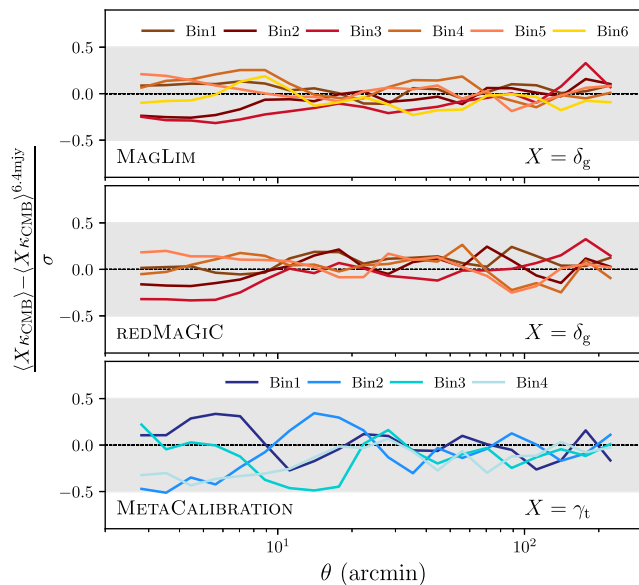 Bin1 Bin2 Bin3 Bin4 Bin5 Bin6
0.5
0.0
−0.5
MAGLIM X = δg
0.5
0.0
−0.5
REDMAGIC X = δg
⟨XκCMB⟩−⟨XκCMB⟩^6.4mjy
σ
Bin1 Bin2 Bin3 Bin4
0.5
0.0
−0.5
METACALIBRATION X = γt
10^1 10^2
θ (arcmin)